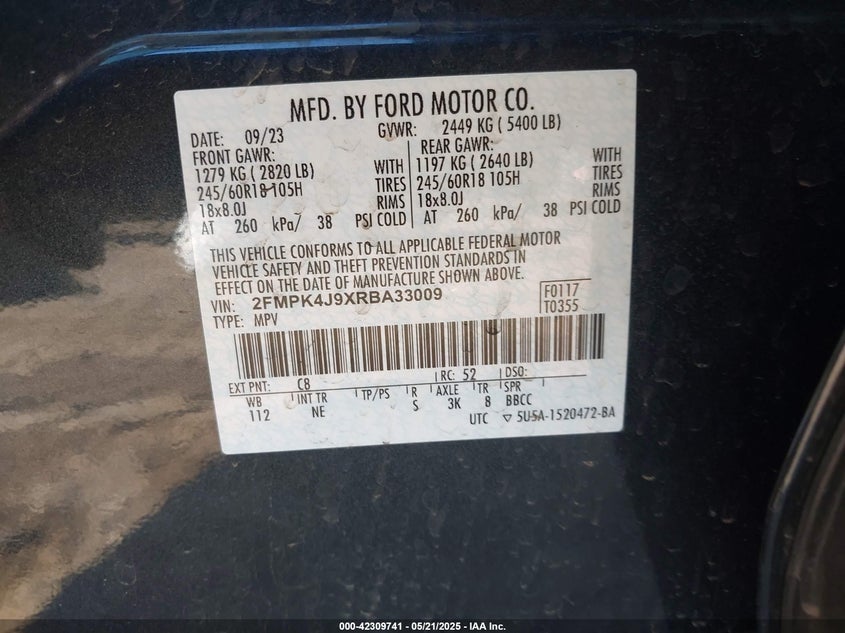 MFD. BY FORD MOTOR CO.
DATE: 09/23 GVWR: 2449 KG ( 5400 LB)
FRONT GAWR: REAR GAWR:
1279 KG ( 2820 LB) WITH 1197 KG ( 2640 LB) WITH
245/60R18 105H TIRES 245/60R18 105H TIRES
18x8.0J RIMS 18x8.0J RIMS
AT 260 kPa/ 38 PSI COLD AT 260 kPa/ 38 PSI COLD
THIS VEHICLE CONFORMS TO ALL APPLICABLE FEDERAL MOTOR
VEHICLE SAFETY AND THEFT PREVENTION STANDARDS IN
EFFECT ON THE DATE OF MANUFACTURE SHOWN ABOVE.
VIN: 2FMPK4J9XRBA33009 F0117
TYPE: MPV T0355
EXT PNT: C8 RC: 52 DSO:
WB INT TR TP/PS R AXLE TR SPR
112 NE S 3K 8 BBCC
UTC ▽ 5U5A-1520472-BA
000-42309741 - 05/21/2025 - IAA Inc.